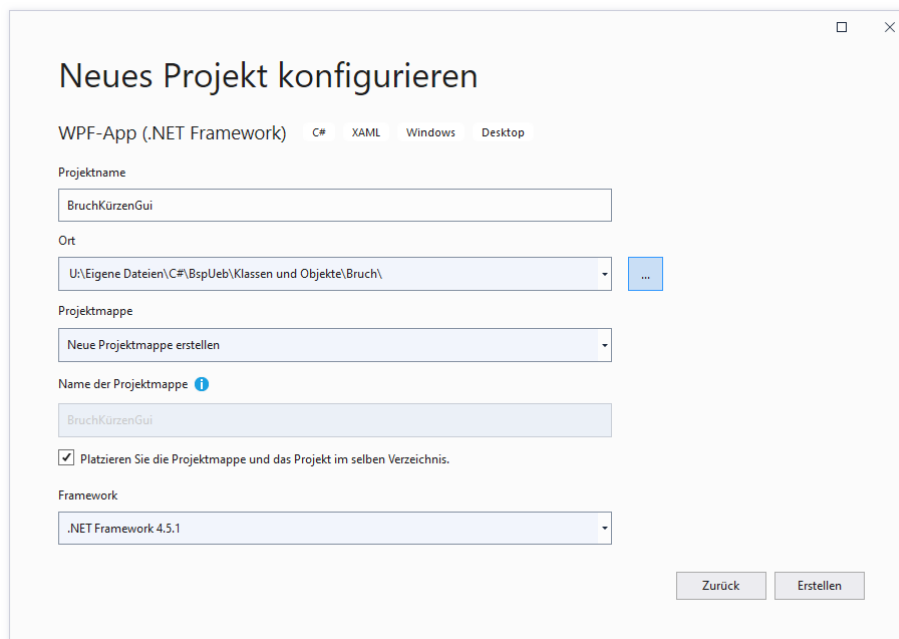 Neues Projekt konfigurieren
WPF-App (.NET Framework) C# XAML Windows Desktop
Projektname
BruchKürzenGui
Ort
U:\Eigene Dateien\C#\BspUeb\Klassen und Objekte\Bruch\
...
Projektmappe
Neue Projektmappe erstellen
Name der Projektmappe i
BruchKürzenGui
Platzieren Sie die Projektmappe und das Projekt im selben Verzeichnis.
Framework
.NET Framework 4.5.1
Zurück Erstellen